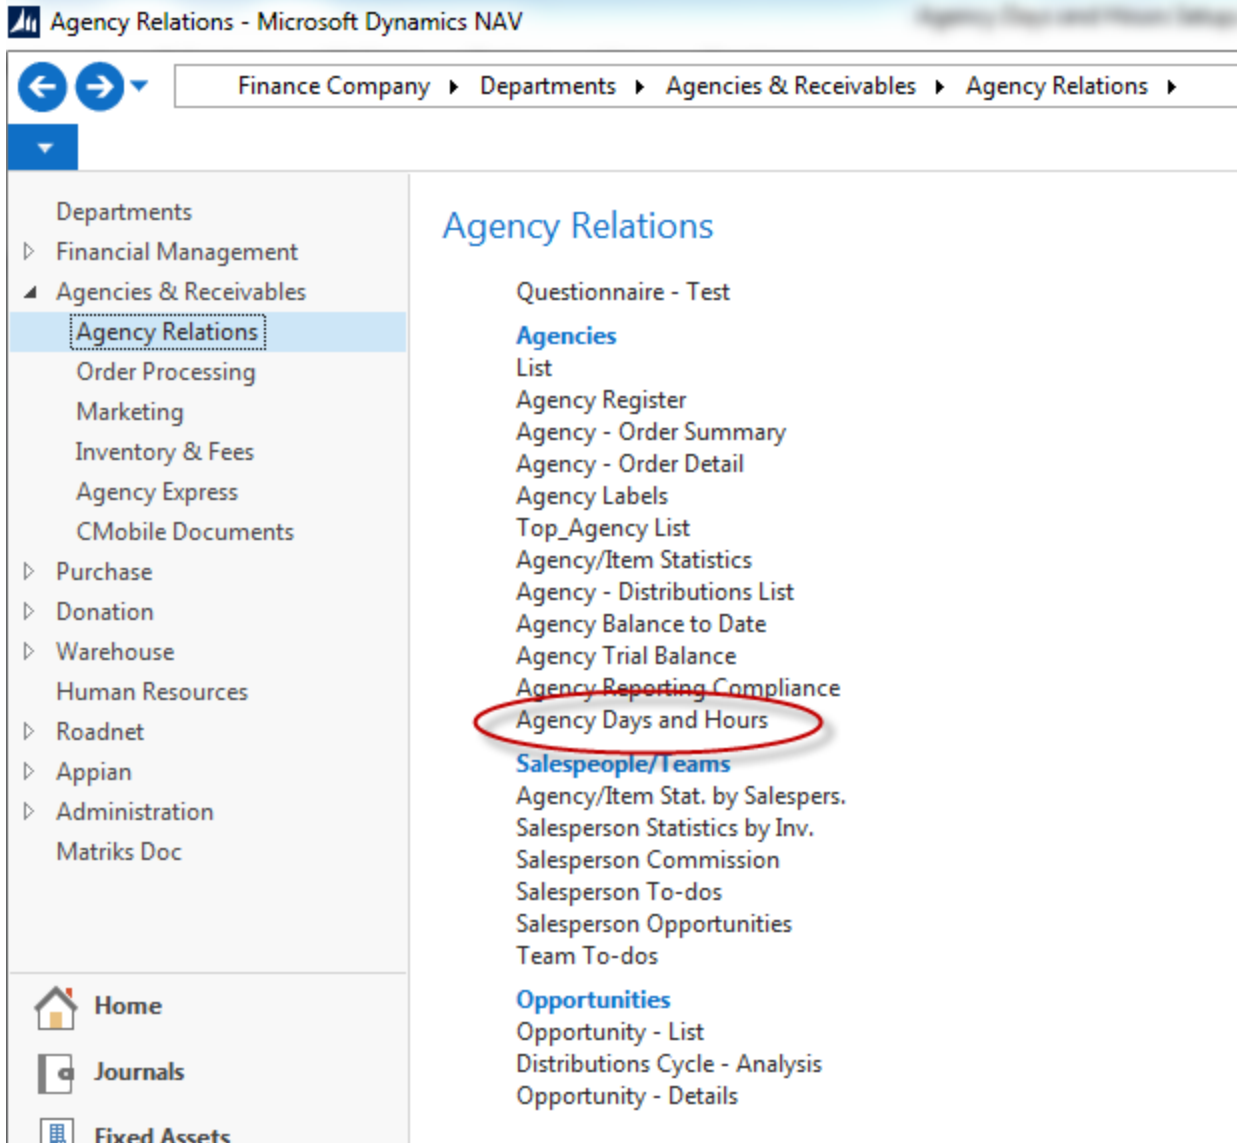 Agency Relations - Microsoft Dynamics NAV
Agency Days and Hours Setup
Finance Company ▸ Departments ▸ Agencies & Receivables ▸ Agency Relations ▸
Departments
Financial Management
Agencies & Receivables
Agency Relations
Order Processing
Marketing
Inventory & Fees
Agency Express
CMobile Documents
Purchase
Donation
Warehouse
Human Resources
Roadnet
Appian
Administration
Matriks Doc
Home
Journals
Fixed Assets
Agency Relations
Questionnaire - Test
Agencies
List
Agency Register
Agency - Order Summary
Agency - Order Detail
Agency Labels
Top_Agency List
Agency/Item Statistics
Agency - Distributions List
Agency Balance to Date
Agency Trial Balance
Agency Reporting Compliance
Agency Days and Hours
Salespeople/Teams
Agency/Item Stat. by Salespers.
Salesperson Statistics by Inv.
Salesperson Commission
Salesperson To-dos
Salesperson Opportunities
Team To-dos
Opportunities
Opportunity - List
Distributions Cycle - Analysis
Opportunity - Details